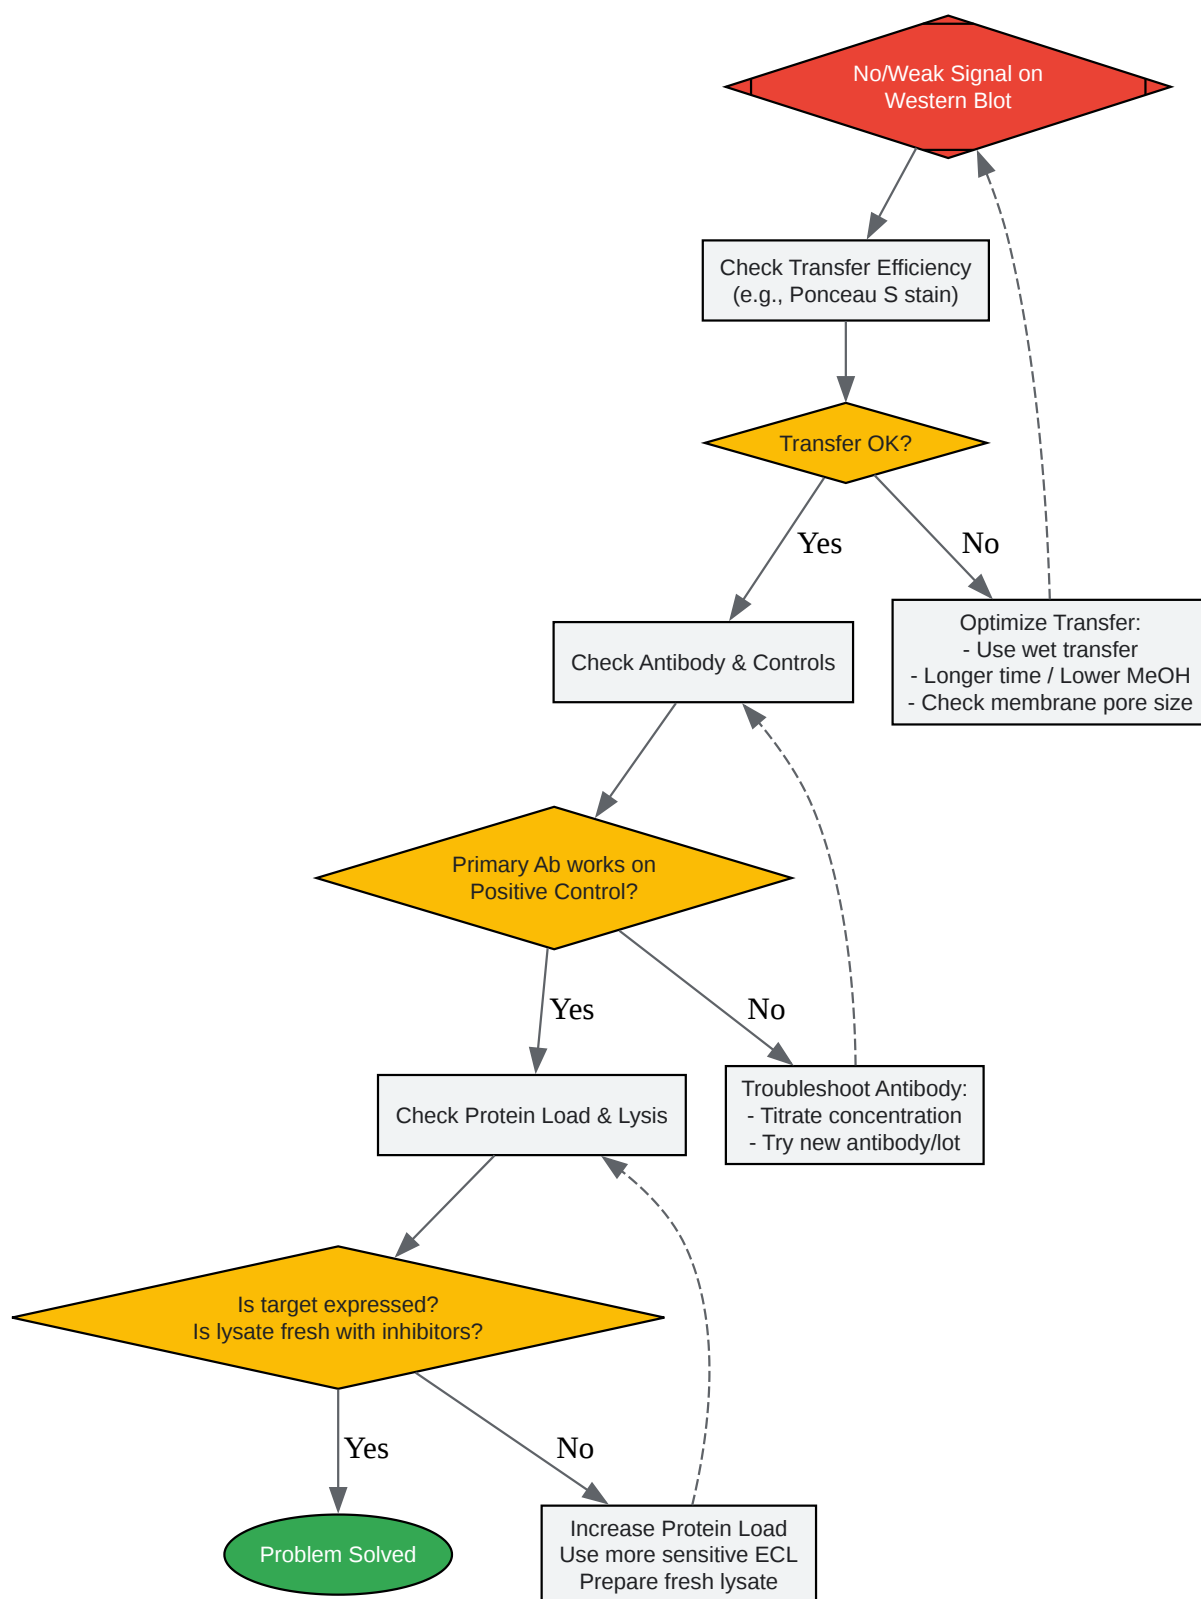 No/Weak Signal on
Western Blot
Check Transfer Efficiency
(e.g., Ponceau S stain)
Transfer OK?
Yes
No
Optimize Transfer:
- Use wet transfer
- Longer time / Lower MeOH
- Check membrane pore size
Check Antibody & Controls
Primary Ab works on
Positive Control?
Yes
No
Check Protein Load & Lysis
Troubleshoot Antibody:
- Titrate concentration
- Try new antibody/lot
Is target expressed?
Is lysate fresh with inhibitors?
Yes
No
Problem Solved
Increase Protein Load
Use more sensitive ECL
Prepare fresh lysate